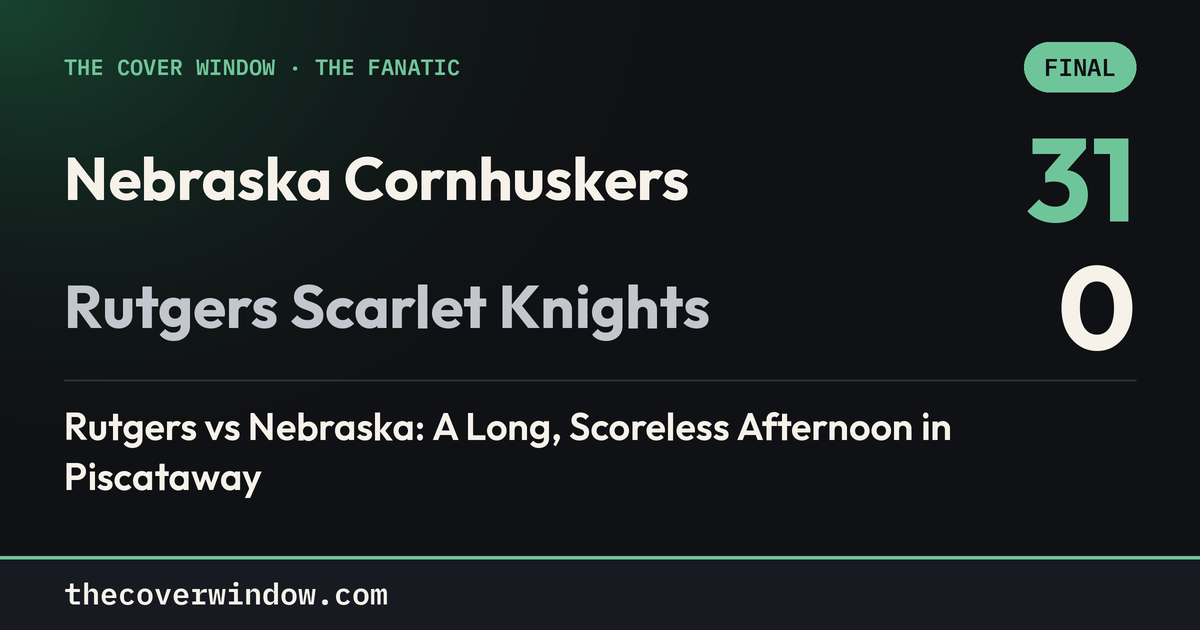 THE COVER WINDOW · THE FANATIC
FINAL
Nebraska Cornhuskers
31
Rutgers Scarlet Knights
0
Rutgers vs Nebraska: A Long, Scoreless Afternoon in
Piscataway
thecoverwindow.com